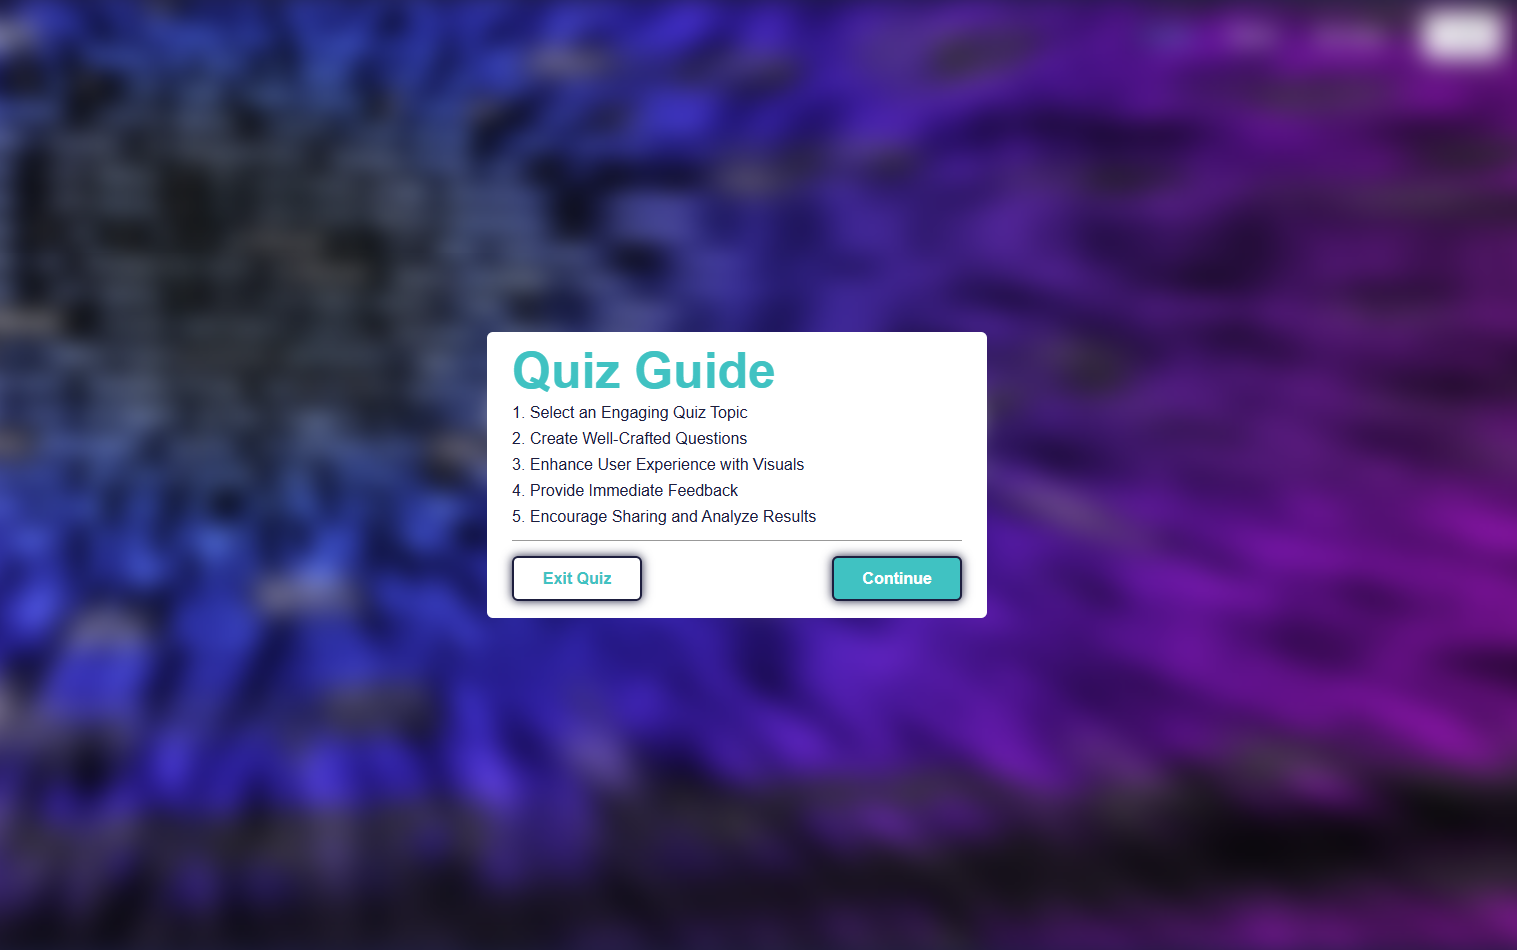 Quiz Guide
1. Select an Engaging Quiz Topic
2. Create Well-Crafted Questions
3. Enhance User Experience with Visuals
4. Provide Immediate Feedback
5. Encourage Sharing and Analyze Results
Exit Quiz
Continue